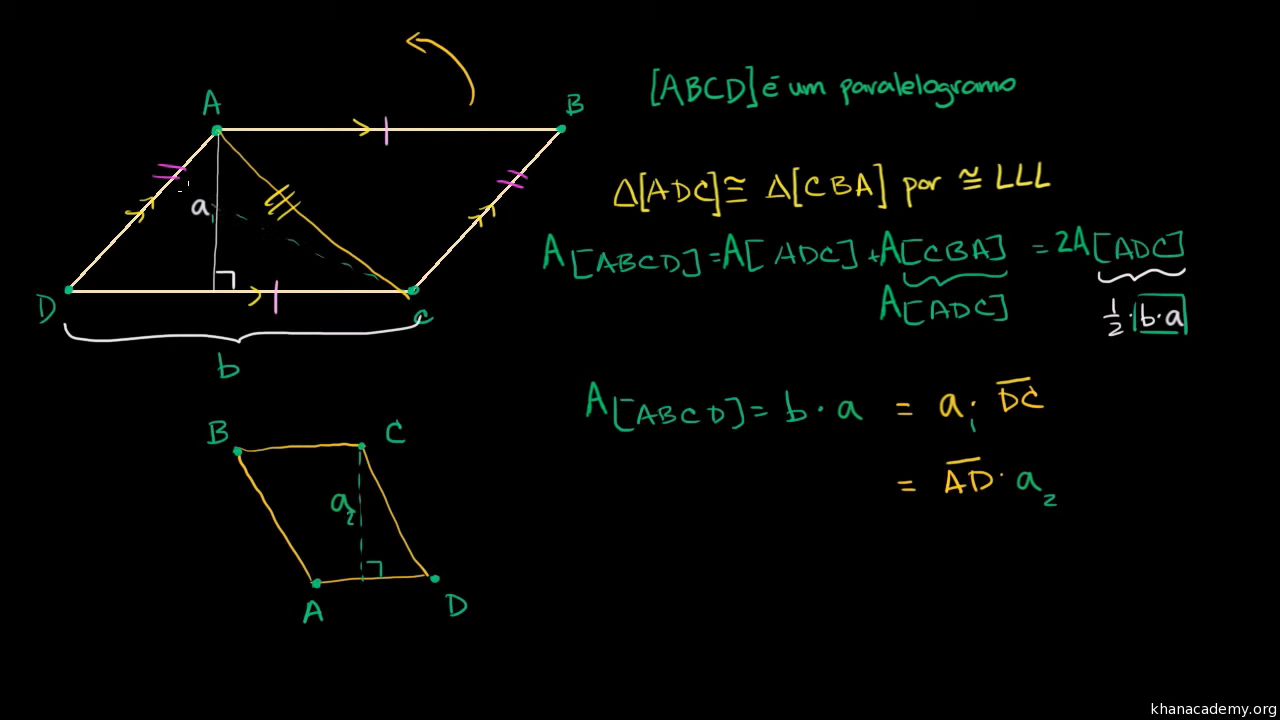 [ABCD] é um paralelogramo
A
B
a₁
D
C
b
Δ[ADC] ≅ Δ[CBA] por ≅ LLL
A[ABCD] = A[ADC] + A[CBA] = 2A[ADC]
A[ADC]
1/2 · b·a
A[ABCD] = b · a = a₁ · DC̅
= AD̅ · a₂
B
C
a₂
A
D
khanacademy.org